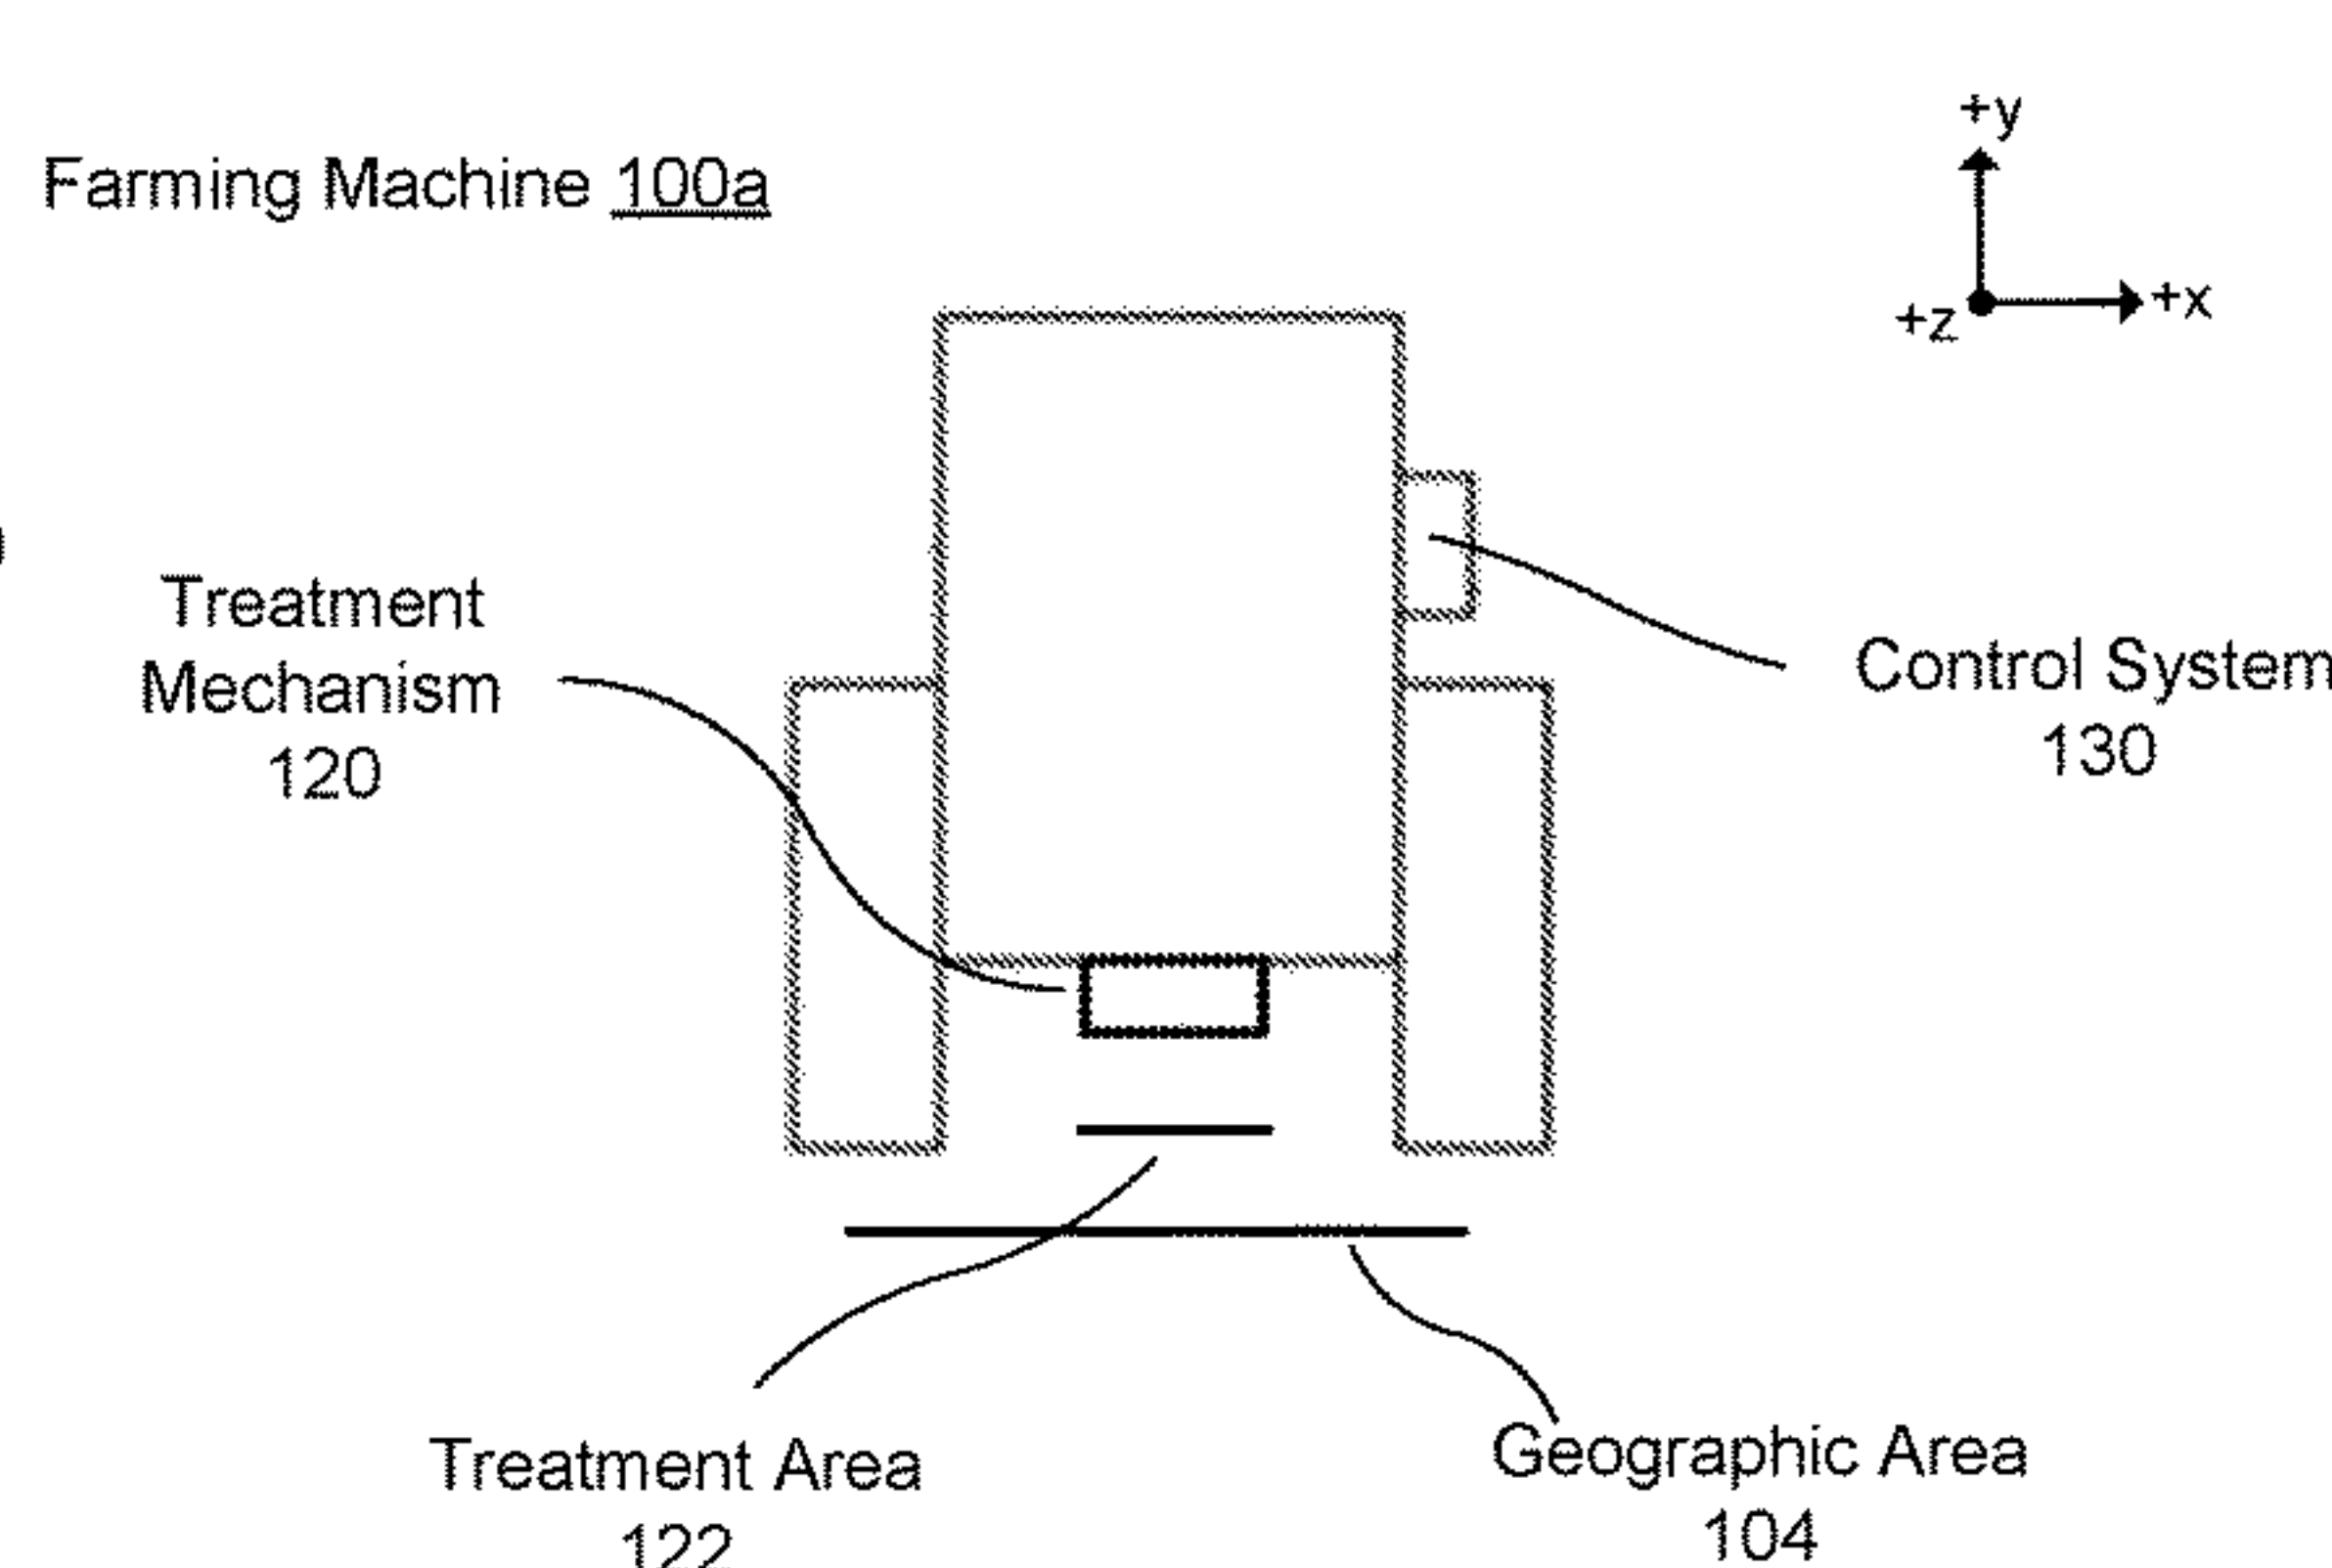 +y
Farming Machine 100a
+z
+x
Treatment
Mechanism
120
Control System
130
Treatment Area
122
Geographic Area
104